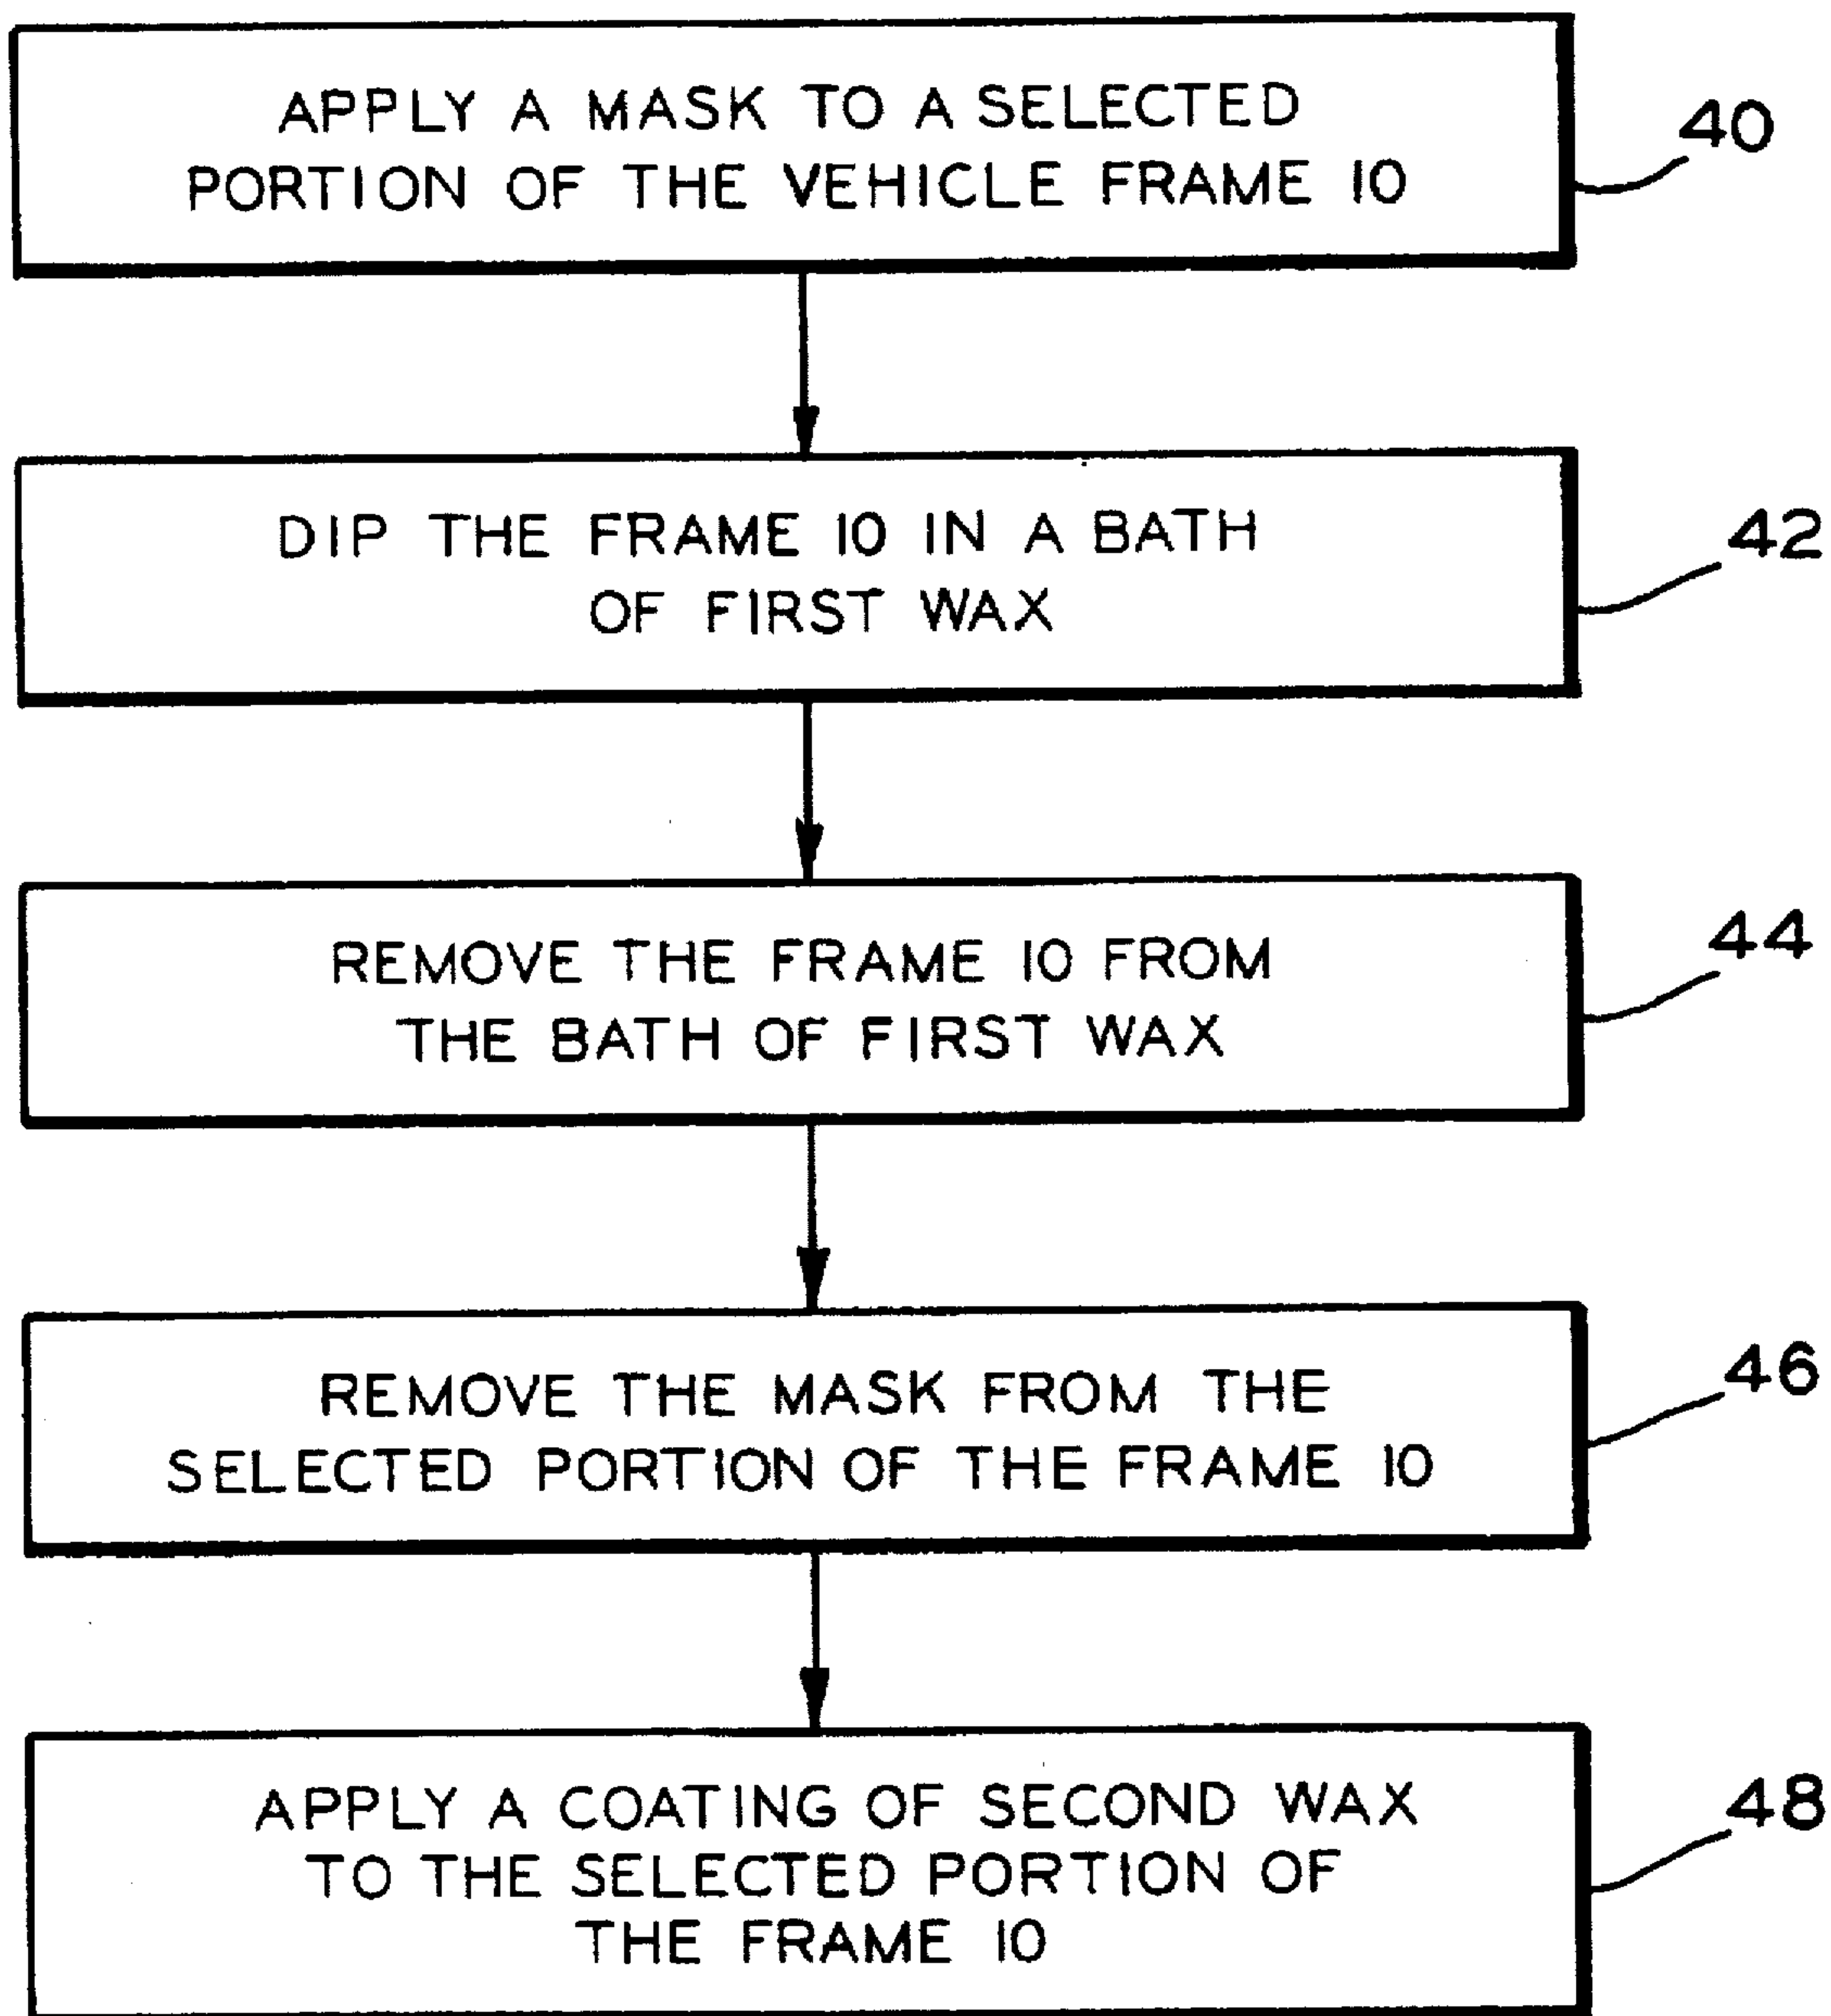 APPLY A MASK TO A SELECTED
PORTION OF THE VEHICLE FRAME 10
40
DIP THE FRAME 10 IN A BATH
OF FIRST WAX
42
REMOVE THE FRAME 10 FROM
THE BATH OF FIRST WAX
44
REMOVE THE MASK FROM THE
SELECTED PORTION OF THE FRAME 10
46
APPLY A COATING OF SECOND WAX
TO THE SELECTED PORTION OF
THE FRAME 10
48